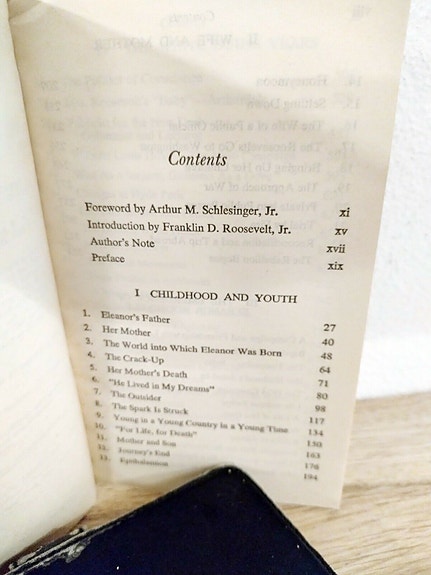 Contents
Foreword by Arthur M. Schlesinger, Jr. xi
Introduction by Franklin D. Roosevelt, Jr. xv
Author's Note xvii
Preface xix
I CHILDHOOD AND YOUTH
1. Eleanor's Father 27
2. Her Mother 40
3. The World into Which Eleanor Was Born 48
4. The Crack-Up 64
5. Her Mother's Death 71
6. "He Lived in My Dreams" 80
7. The Outsider 98
8. The Spark Is Struck 117
9. Young in a Young Country in a Young Time 134
10. "For Life, for Death" 150
11. Mother and Son 163
12. Journey's End 176
13. Epithalamion 194